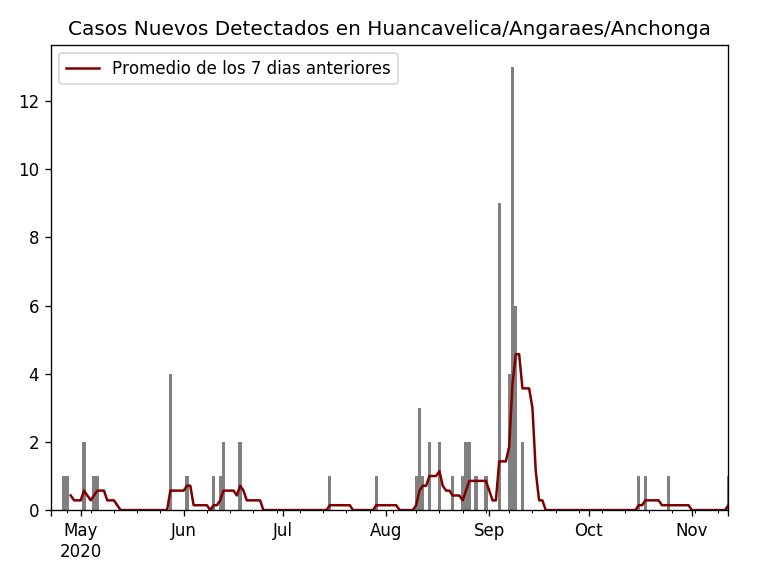 Casos Nuevos Detectados en Huancavelica/Angaraes/Anchonga
Promedio de los 7 dias anteriores
12
10
8
6
4
2
0
May Jun Jul Aug Sep Oct Nov
2020